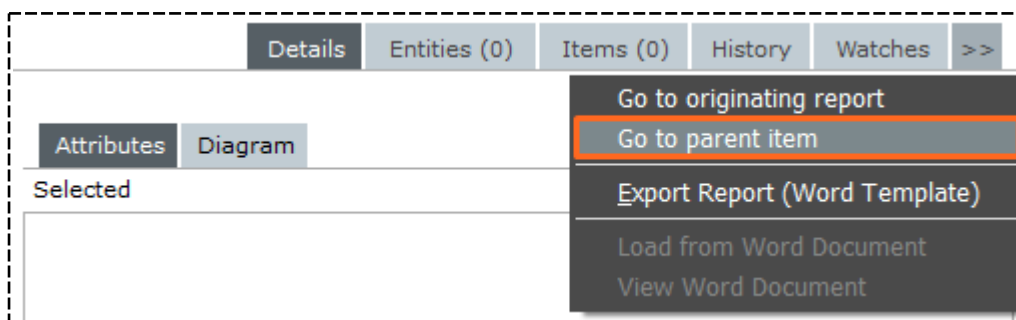 Details Entities (0) Items (0) History Watches >>
Go to originating report
Go to parent item
Attributes Diagram
Selected
Export Report (Word Template)
Load from Word Document
View Word Document